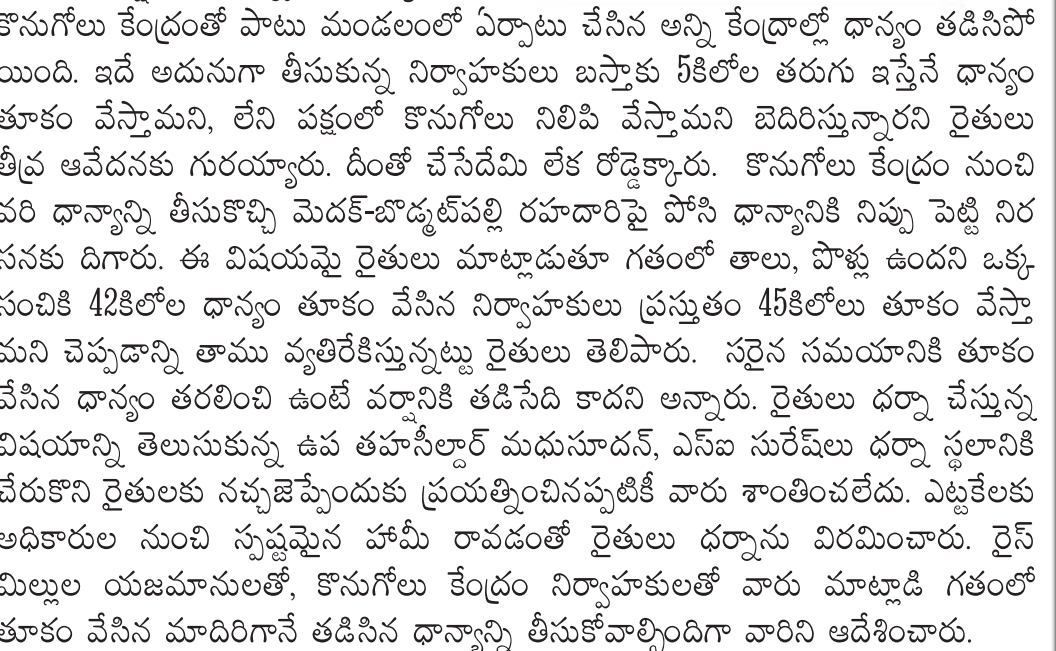 కొనుగోలు కేంద్రంతో పాటు మండలంలో ఏర్పాటు చేసిన అన్ని కేంద్రాల్లో ధాన్యం తడిసిపో
యింది. ఇదే అదునుగా తీసుకున్న నిర్వాహకులు బస్తాకు 5కిలోల తరుగు ఇస్తేనే ధాన్యం
తూకం వేస్తామని, లేని పక్షంలో కొనుగోలు నిలిపి వేస్తామని బెదిరిస్తున్నారని రైతులు
తీవ్ర ఆవేదనకు గురయ్యారు. దీంతో చేసేదేమి లేక రోడ్డెక్కారు. కొనుగోలు కేంద్రం నుంచి
వరి ధాన్యాన్ని తీసుకొచ్చి మెదక్-బొడ్మట్‌పల్లి రహదారిపై పోసి ధాన్యానికి నిప్పు పెట్టి నిర
సనకు దిగారు. ఈ విషయమై రైతులు మాట్లాడుతూ గతంలో తాలు, పొళ్లు ఉందని ఒక్క
సంచికి 42కిలోల ధాన్యం తూకం వేసిన నిర్వాహకులు ప్రస్తుతం 45కిలోలు తూకం వేస్తా
మని చెప్పడాన్ని తాము వ్యతిరేకిస్తున్నట్టు రైతులు తెలిపారు. సరైన సమయానికి తూకం
వేసిన ధాన్యం తరలించి ఉంటే వర్షానికి తడిసేది కాదని అన్నారు. రైతులు ధర్నా చేస్తున్న
విషయాన్ని తెలుసుకున్న ఉప తహసీల్దార్ మధుసూదన్, ఎస్‌ఐ సురేష్‌లు ధర్నా స్థలానికి
చేరుకొని రైతులకు నచ్చజెప్పేందుకు ప్రయత్నించినప్పటికీ వారు శాంతించలేదు. ఎట్టకేలకు
అధికారుల నుంచి స్పష్టమైన హామీ రావడంతో రైతులు ధర్నాను విరమించారు. రైస్
మిల్లుల యజమానులతో, కొనుగోలు కేంద్రం నిర్వాహకులతో వారు మాట్లాడి గతంలో
తూకం వేసిన మాదిరిగానే తడిసిన ధాన్యాన్ని తీసుకోవాల్సిందిగా వారిని ఆదేశించారు.